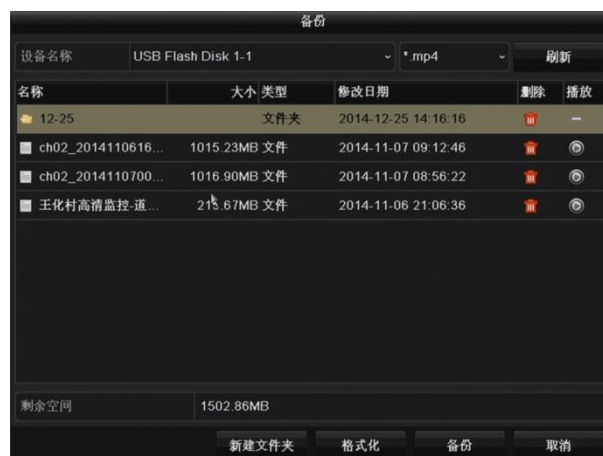 备份
设备名称 USB Flash Disk 1-1 *.mp4 刷新
名称 大小 类型 修改日期 删除 播放
12-25 文件夹 2014-12-25 14:16:16
ch02_2014110616... 1015.23MB 文件 2014-11-07 09:12:46
ch02_2014110700... 1016.90MB 文件 2014-11-07 08:56:22
王化村高清监控-道... 213.67MB 文件 2014-11-06 21:06:36
剩余空间 1502.86MB
新建文件夹 格式化 备份 取消